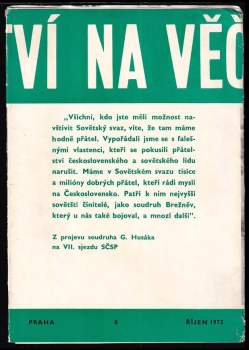 TVÍ NA VĚČ
„Všichni, kdo jste měli možnost na-
vštívit Sovětský svaz, víte, že tam máme
hodně přátel. Vypořádali jsme se s faleš-
nými vlastenci, kteří se pokusili přátel-
ství československého a sovětského lidu
narušit. Máme v Sovětském svazu tisíce
a milióny dobrých přátel, kteří rádi myslí
na Československo. Patří k nim nejvyšší
sovětští činitelé, jako soudruh Brežněv,
který u nás také bojoval, a mnozí další".
Z projevu soudruha G. Husáka
na VII. sjezdu SČSP
PRAHA
ŘÍJEN 1972